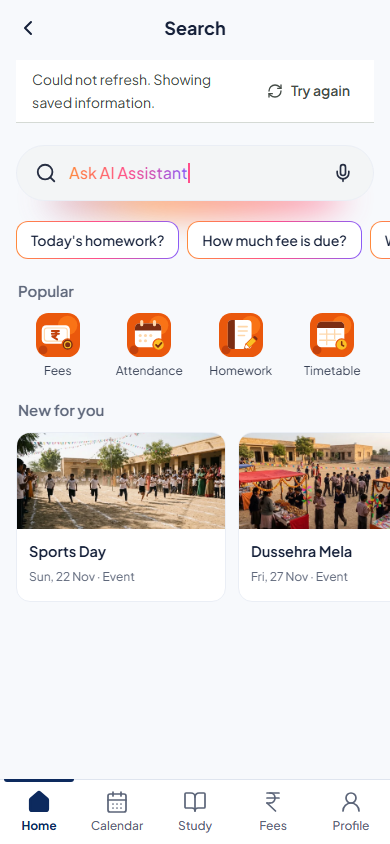 Search
Could not refresh. Showing
saved information.
Try again
Ask AI Assistant
Today's homework?
How much fee is due?
Popular
Fees
Attendance
Homework
Timetable
New for you
Sports Day
Sun, 22 Nov · Event
Dussehra Mela
Fri, 27 Nov · Event
Home
Calendar
Study
Fees
Profile